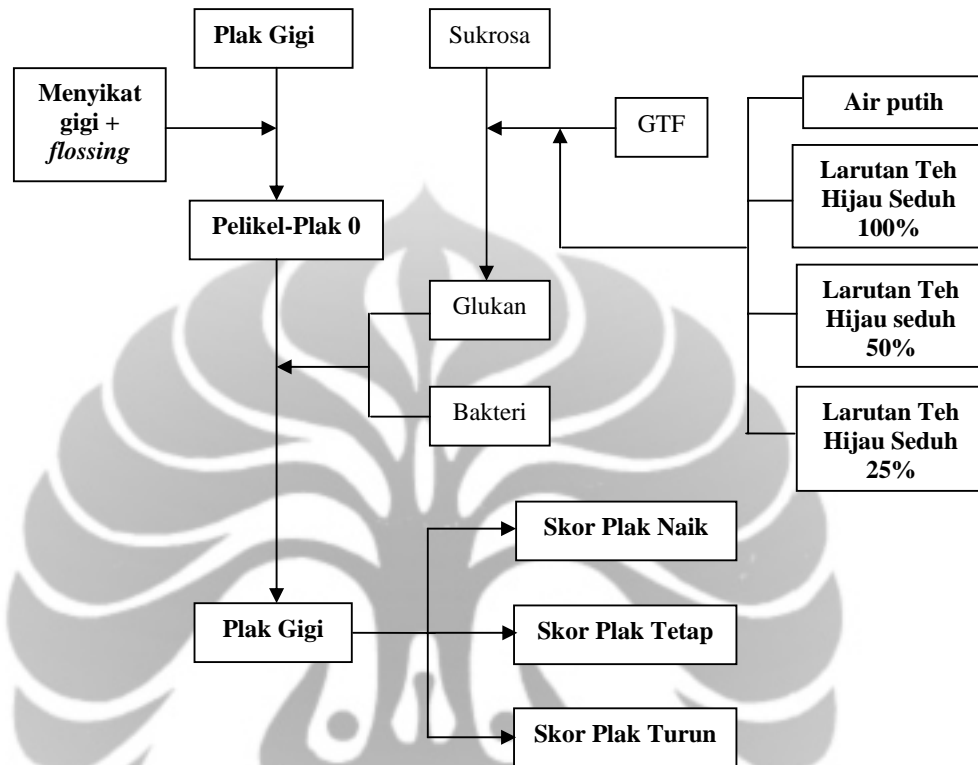 Plak Gigi
Sukrosa
Menyikat
gigi +
flossing
GTF
Air putih
Larutan Teh
Hijau Seduh
100%
Pelikel-Plak 0
Glukan
Larutan Teh
Hijau seduh
50%
Bakteri
Larutan Teh
Hijau Seduh
25%
Skor Plak Naik
Plak Gigi
Skor Plak Tetap
Skor Plak Turun